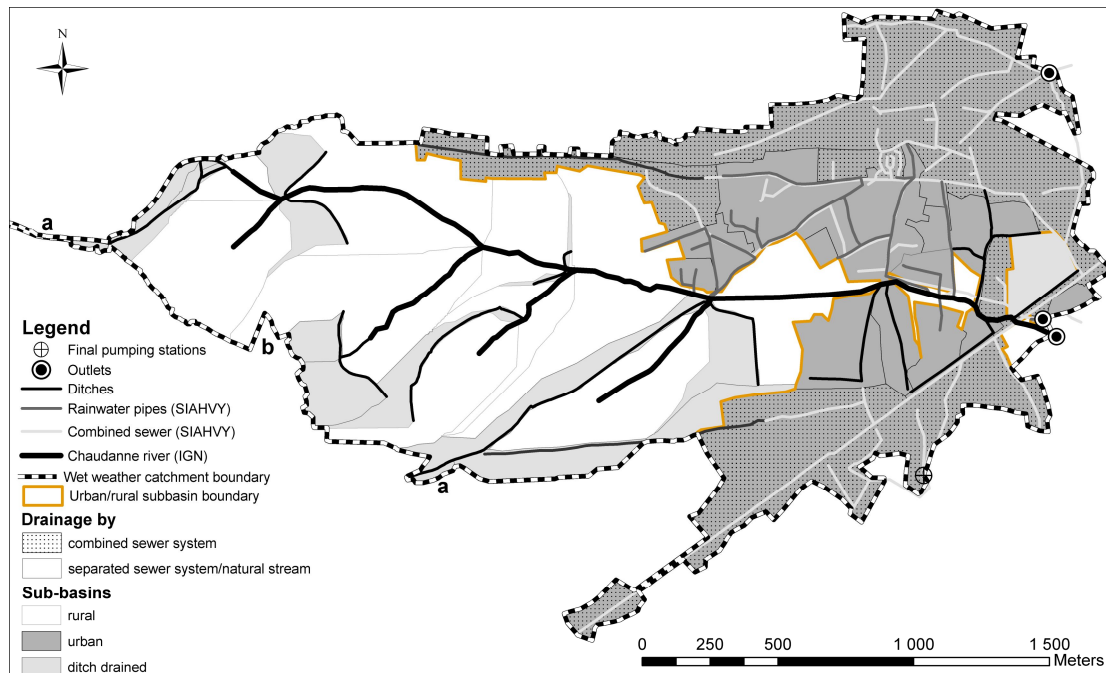 N
a
b
a
Legend
Final pumping stations
Outlets
Ditches
Rainwater pipes (SIAHVY)
Combined sewer (SIAHVY)
Chaudanne river (IGN)
Wet weather catchment boundary
Urban/rural subbasin boundary
Drainage by
combined sewer system
separated sewer system/natural stream
Sub-basins
rural
urban
ditch drained
0 250 500 1 000 1 500
Meters